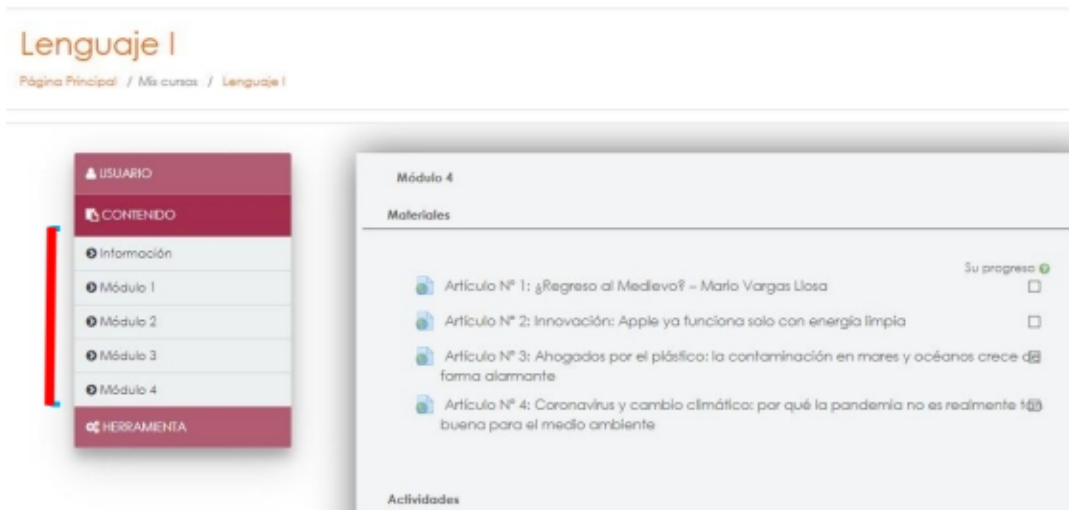 Lenguaje I
Página Principal / Mis cursos / Lenguaje I
USUARIO
CONTENIDO
Información
Módulo 1
Módulo 2
Módulo 3
Módulo 4
HERRAMIENTA
Módulo 4
Materiales
Su progreso
Artículo N° 1: ¿Regreso al Medievo? – Mario Vargas Llosa
Artículo N° 2: Innovación: Apple ya funciona solo con energía limpia
Artículo N° 3: Ahogados por el plástico: la contaminación en mares y océanos crece de
forma alarmante
Artículo N° 4: Coronavirus y cambio climático: por qué la pandemia no es realmente tan
buena para el medio ambiente
Actividades